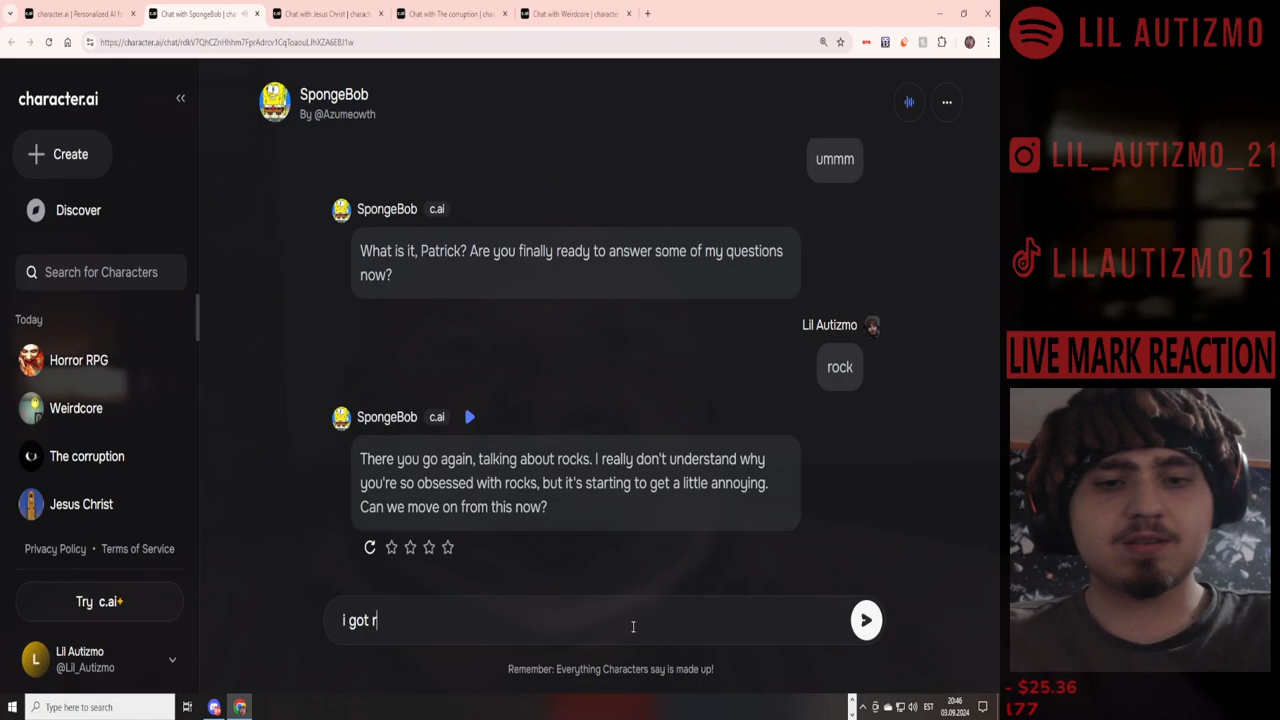 character.ai | Personalized AI for
Chat with SpongeBob | cha
Chat with Jesus Christ | charact
Chat with The corruption | char
Chat with Weirdcore | characte
https://character.ai/chat/rdkV7QhCZnHhhm7FprAdrcv1CqToaouLJhXZA6E8J1w
character.ai
Create
Discover
Search for Characters
Today
Horror RPG
Weirdcore
The corruption
Jesus Christ
Privacy Policy • Terms of Service
Try c.ai+
Lil Autizmo
@Lil_Autizmo
SpongeBob
By @Azumeowth
ummm
SpongeBob c.ai
What is it, Patrick? Are you finally ready to answer some of my questions
now?
Lil Autizmo
rock
SpongeBob c.ai
There you go again, talking about rocks. I really don't understand why
you're so obsessed with rocks, but it's starting to get a little annoying.
Can we move on from this now?
i got r
Remember: Everything Characters say is made up!
LIL AUTIZMO
LIL_AUTIZMO_21
LILAUTIZMO21
LIVE MARK REACTION
- $25.36
177
Type here to search
EST
20:46
03.09.2024